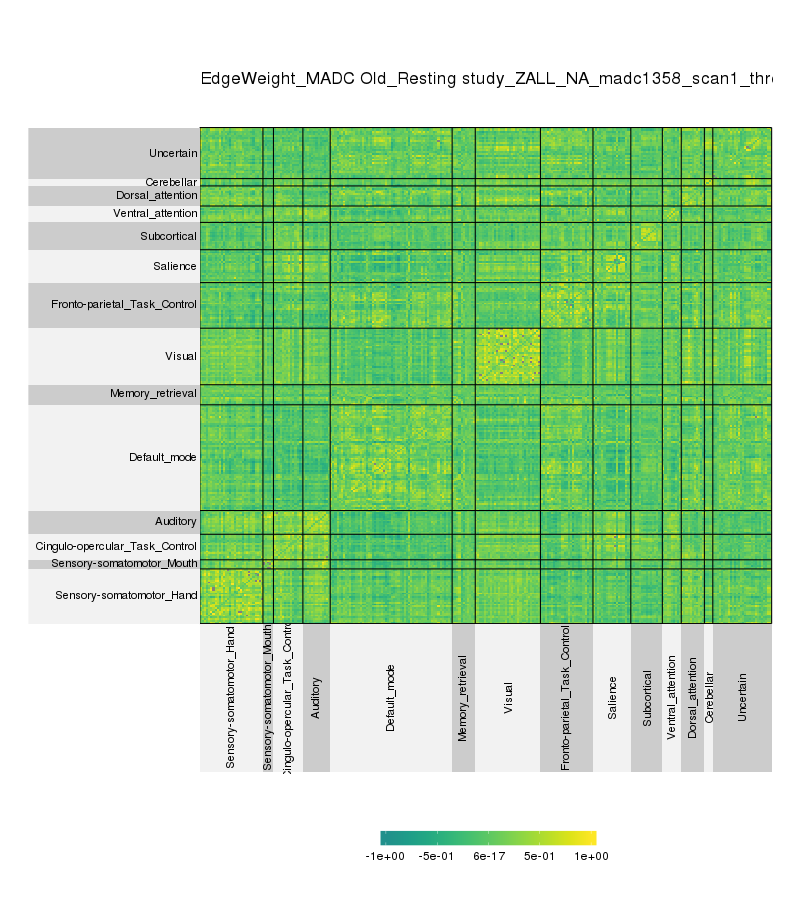 EdgeWeight_MADC Old_Resting study_ZALL_NA_madc1358_scan1_thr
Uncertain
Cerebellar
Dorsal_attention
Ventral_attention
Subcortical
Salience
Fronto-parietal_Task_Control
Visual
Memory_retrieval
Default_mode
Auditory
Cingulo-opercular_Task_Control
Sensory-somatomotor_Mouth
Sensory-somatomotor_Hand
Sensory-somatomotor_Hand
Sensory-somatomotor_Mouth
Cingulo-opercular_Task_Control
Auditory
Default_mode
Memory_retrieval
Visual
Fronto-parietal_Task_Control
Salience
Subcortical
Ventral_attention
Dorsal_attention
Cerebellar
Uncertain
-1e+00 -5e-01 6e-17 5e-01 1e+00